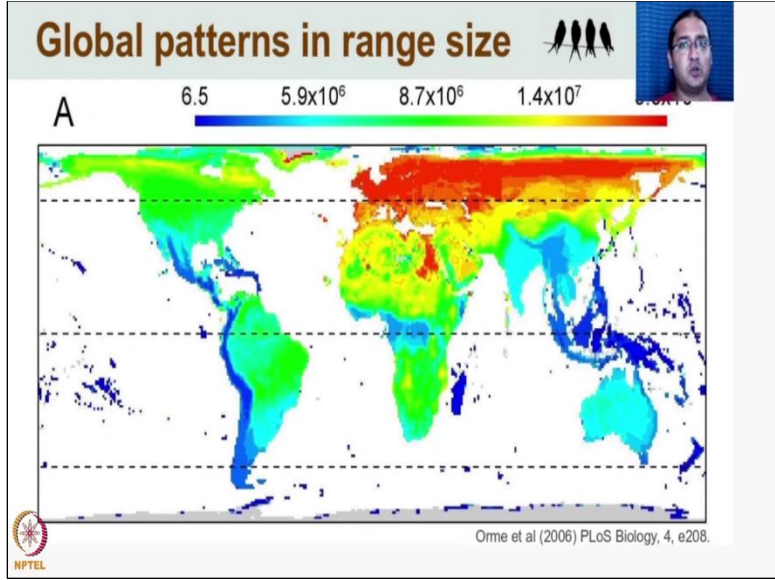 Global patterns in range size
6.5 5.9x10⁶ 8.7x10⁶ 1.4x10⁷
A
Orme et al (2006) PLoS Biology, 4, e208.
NPTEL